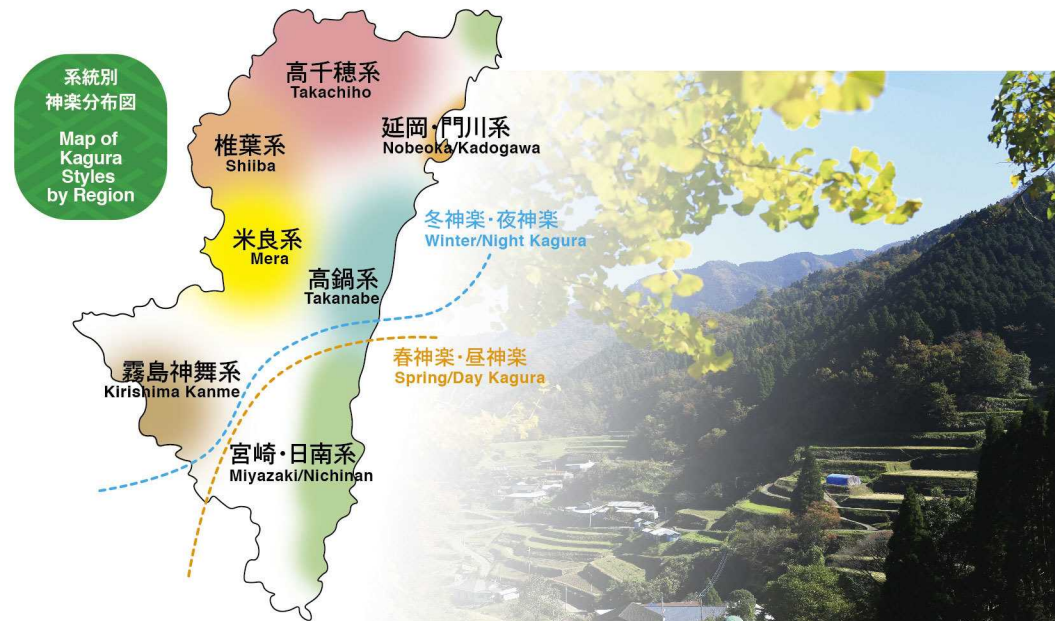 系統別
神楽分布図
Map of
Kagura
Styles
by Region
高千穂系
Takachiho
延岡・門川系
Nobeoka/Kadogawa
椎葉系
Shiiba
米良系
Mera
冬神楽・夜神楽
Winter/Night Kagura
高鍋系
Takanabe
春神楽・昼神楽
Spring/Day Kagura
霧島神舞系
Kirishima Kanme
宮崎・日南系
Miyazaki/Nichinan